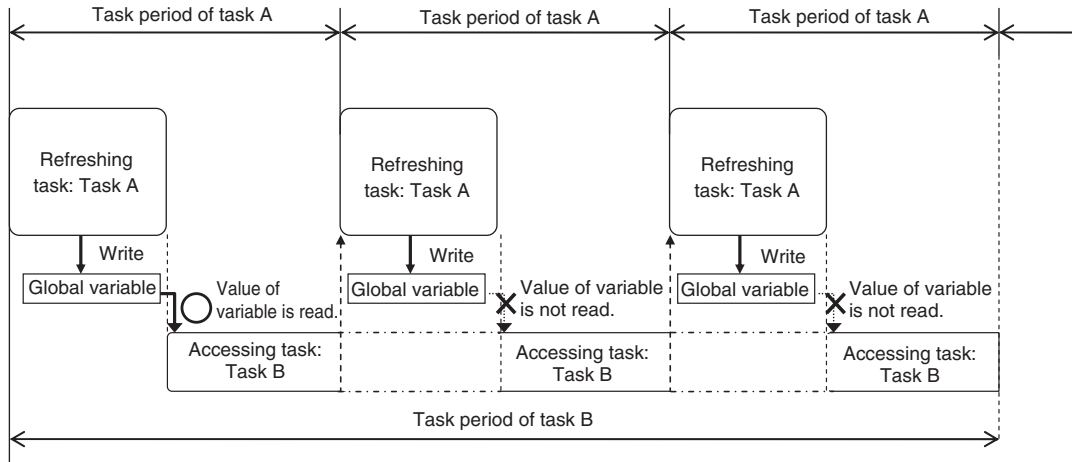 Task period of task A
Task period of task A
Task period of task A
Refreshing
task: Task A
Refreshing
task: Task A
Refreshing
task: Task A
Write
Write
Write
Global variable
Global variable
Global variable
Value of
variable is read.
Value of variable
is not read.
Value of variable
is not read.
Accessing task:
Task B
Accessing task:
Task B
Accessing task:
Task B
Task period of task B